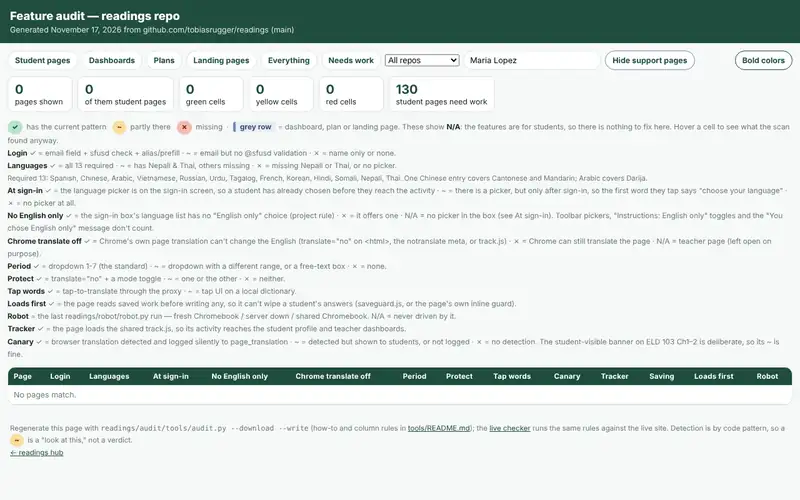 Feature audit — readings repo
Generated November 17, 2026 from github.com/tobiasrugger/readings (main)
Student pages Dashboards Plans Landing pages Everything Needs work All repos Maria Lopez Hide support pages Bold colors
0 0 0 0 0 130
pages shown of them student pages green cells yellow cells red cells student pages need work
✓ has the current pattern ~ partly there × missing · grey row = dashboard, plan or landing page. These show N/A: the features are for students, so there is nothing to fix here. Hover a cell to see what the scan
found anyway.
Login ✓ = email field + sfusd check + alias/prefill · ~ = email but no @sfusd validation · × = name only or none.
Languages ✓ = all 13 required · ~ = has Nepali & Thai, others missing · × = missing Nepali or Thai, or no picker.
Required 13: Spanish, Chinese, Arabic, Vietnamese, Russian, Urdu, Tagalog, French, Korean, Hindi, Somali, Nepali, Thai. One Chinese entry covers Cantonese and Mandarin; Arabic covers Darija.
At sign-in ✓ = the language picker is on the sign-in screen, so a student has already chosen before they reach the activity · ~ = there is a picker, but only after sign-in, so the first word they tap says "choose your language" ·
× = no picker at all.
No English only ✓ = the sign-in box's language list has no "English only" choice (project rule) · × = it offers one · N/A = no picker in the box (see At sign-in). Toolbar pickers, "Instructions: English only" toggles and the "You
chose English only" message don't count.
Chrome translate off ✓ = Chrome's own page translation can't change the English (translate="no" on <html>, the notranslate meta, or track.js) · × = Chrome can still translate the page · N/A = teacher page (left open on
purpose).
Period ✓ = dropdown 1-7 (the standard) · ~ = dropdown with a different range, or a free-text box · × = none.
Protect ✓ = translate="no" + a mode toggle · ~ = one or the other · × = neither.
Tap words ✓ = tap-to-translate through the proxy · ~ = tap UI on a local dictionary.
Loads first ✓ = the page reads saved work before writing any, so it can't wipe a student's answers (saveguard.js, or the page's own inline guard).
Robot = the last readings/robot/robot.py run — fresh Chromebook / server down / shared Chromebook. N/A = never driven by it.
Tracker ✓ = the page loads the shared track.js, so its activity reaches the student profile and teacher dashboards.
Canary ✓ = browser translation detected and logged silently to page_translation · ~ = detected but shown to students, or not logged · × = no detection. The student-visible banner on ELD 103 Ch1–2 is deliberate, so its ~ is
fine.
Page Login Languages At sign-in No English only Chrome translate off Period Protect Tap words Canary Tracker Saving Loads first Robot
No pages match.
Regenerate this page with readings/audit/tools/audit.py --download --write (how-to and column rules in tools/README.md); the live checker runs the same rules against the live site. Detection is by code pattern, so a
~ is a "look at this," not a verdict.
← readings hub